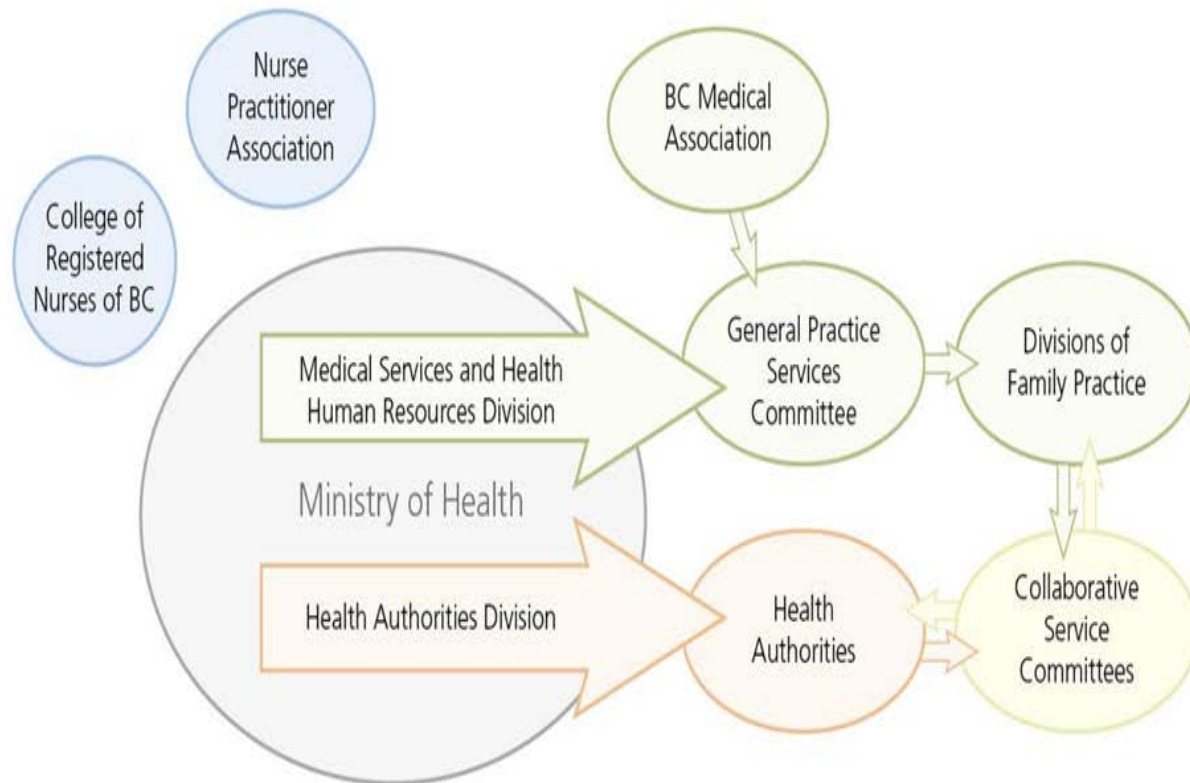 Nurse
Practitioner
Association
BC Medical
Association
College of
Registered
Nurses of BC
Medical Services and Health
Human Resources Division
General Practice
Services
Committee
Divisions of
Family Practice
Ministry of Health
Health Authorities Division
Health
Authorities
Collaborative
Service
Committees